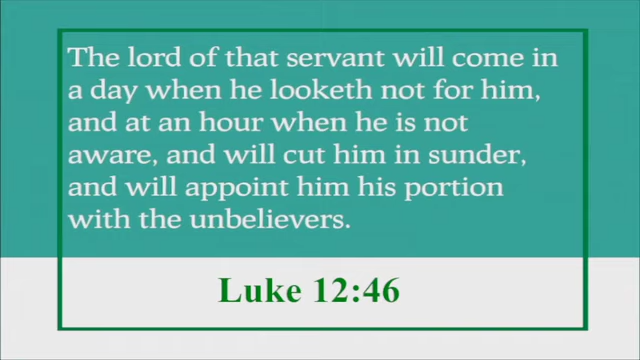 The lord of that servant will come in
a day when he looketh not for him,
and at an hour when he is not
aware, and will cut him in sunder,
and will appoint him his portion
with the unbelievers.
Luke 12:46